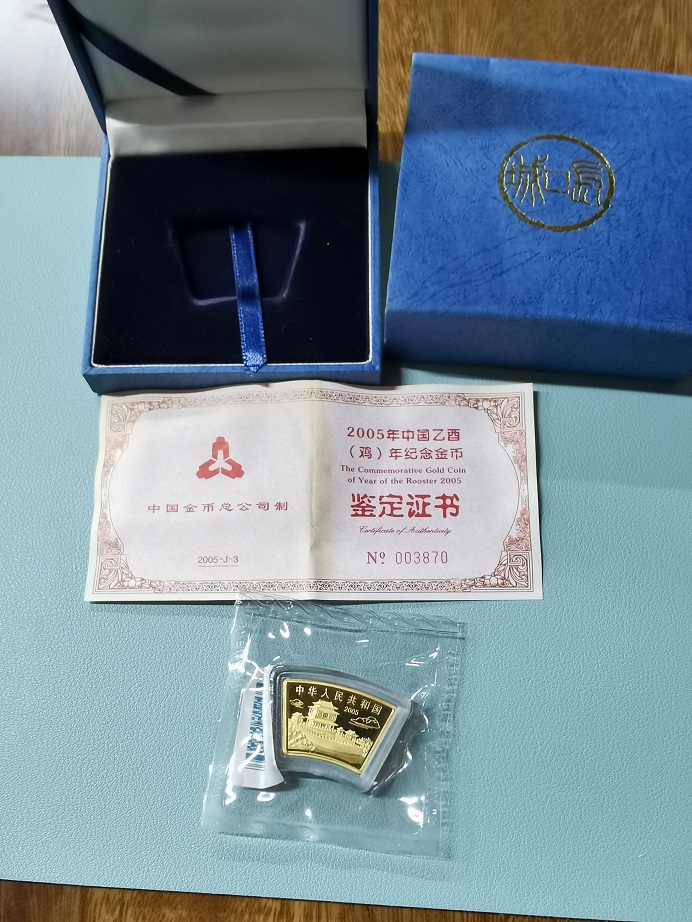 中国金币总公司制
2005-J-3
2005年中国乙酉
（鸡）年纪念金币
The Commemorative Gold Coin
of Year of the Rooster 2005
鉴定证书
Certificate of Authenticity
Nº 003870
中华人民共和国
2005